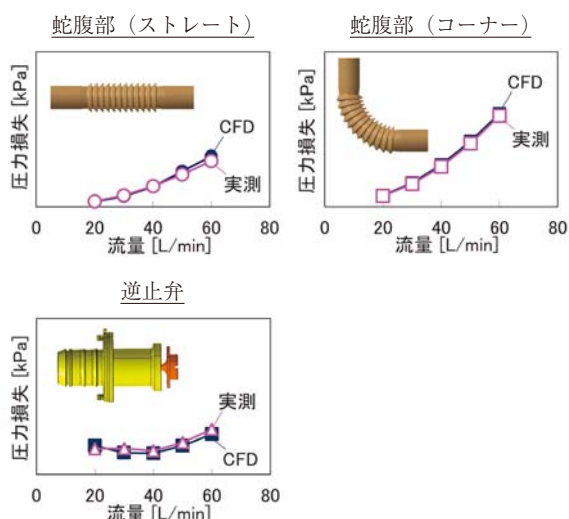 蛇腹部（ストレート）
圧力損失 [kPa]
CFD
実測
0 20 40 60 80
流量 [L/min]
蛇腹部（コーナー）
圧力損失 [kPa]
CFD
実測
0 20 40 60 80
流量 [L/min]
逆止弁
圧力損失 [kPa]
実測
CFD
0 20 40 60 80
流量 [L/min]